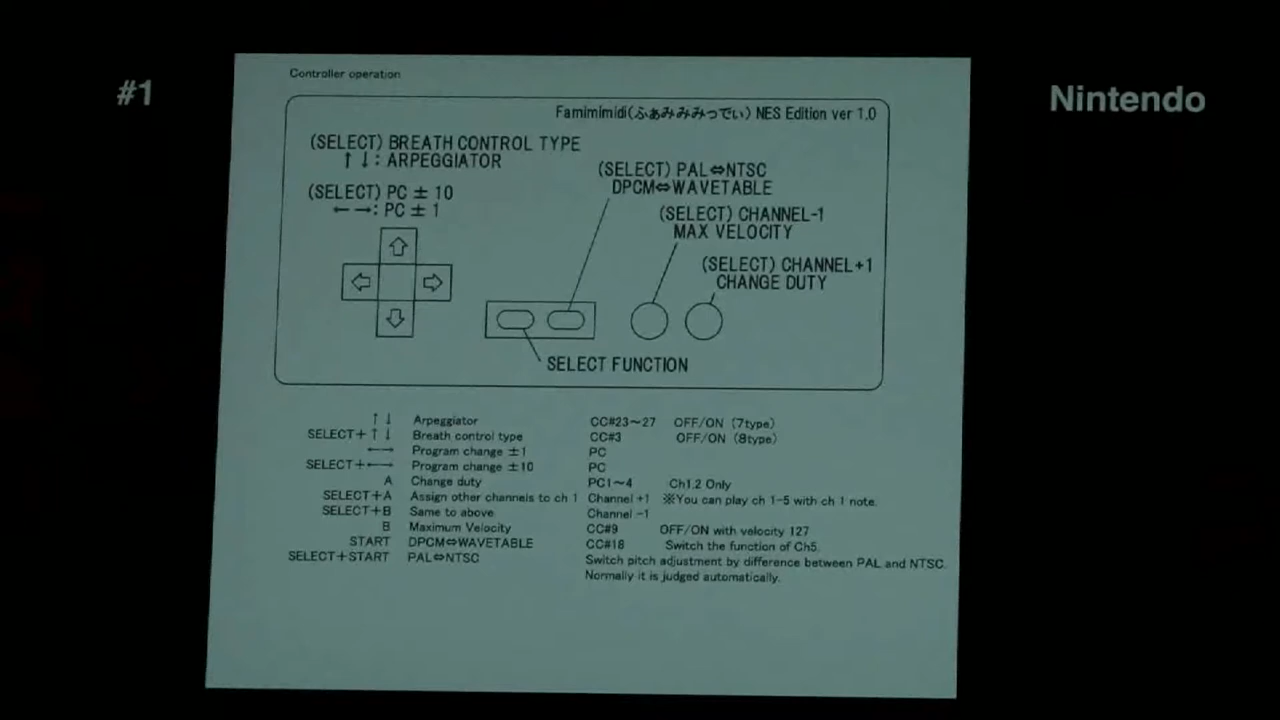 #1
Nintendo
Controller operation
Famimimidi(ふぁみみみっでぃ) NES Edition ver 1.0
(SELECT) BREATH CONTROL TYPE
↑ ↓: ARPEGGIATOR
(SELECT) PC ± 10
← →: PC ± 1
(SELECT) PAL⇔NTSC
DPCM⇔WAVETABLE
(SELECT) CHANNEL-1
MAX VELOCITY
(SELECT) CHANNEL+1
CHANGE DUTY
SELECT FUNCTION
↑ ↓ Arpeggiator CC#23~27 OFF/ON (7type)
SELECT+↑ ↓ Breath control type CC#3 OFF/ON (8type)
←→ Program change ±1 PC
SELECT+←→ Program change ±10 PC
A Change duty PC1~4 Ch1.2 Only
SELECT+A Assign other channels to ch 1 Channel +1 ※You can play ch 1-5 with ch 1 note.
SELECT+B Same to above Channel -1
B Maximum Velocity CC#9 OFF/ON with velocity 127
START DPCM⇔WAVETABLE CC#18 Switch the function of Ch5.
SELECT+START PAL⇔NTSC Switch pitch adjustment by difference between PAL and NTSC.
Normally it is judged automatically.